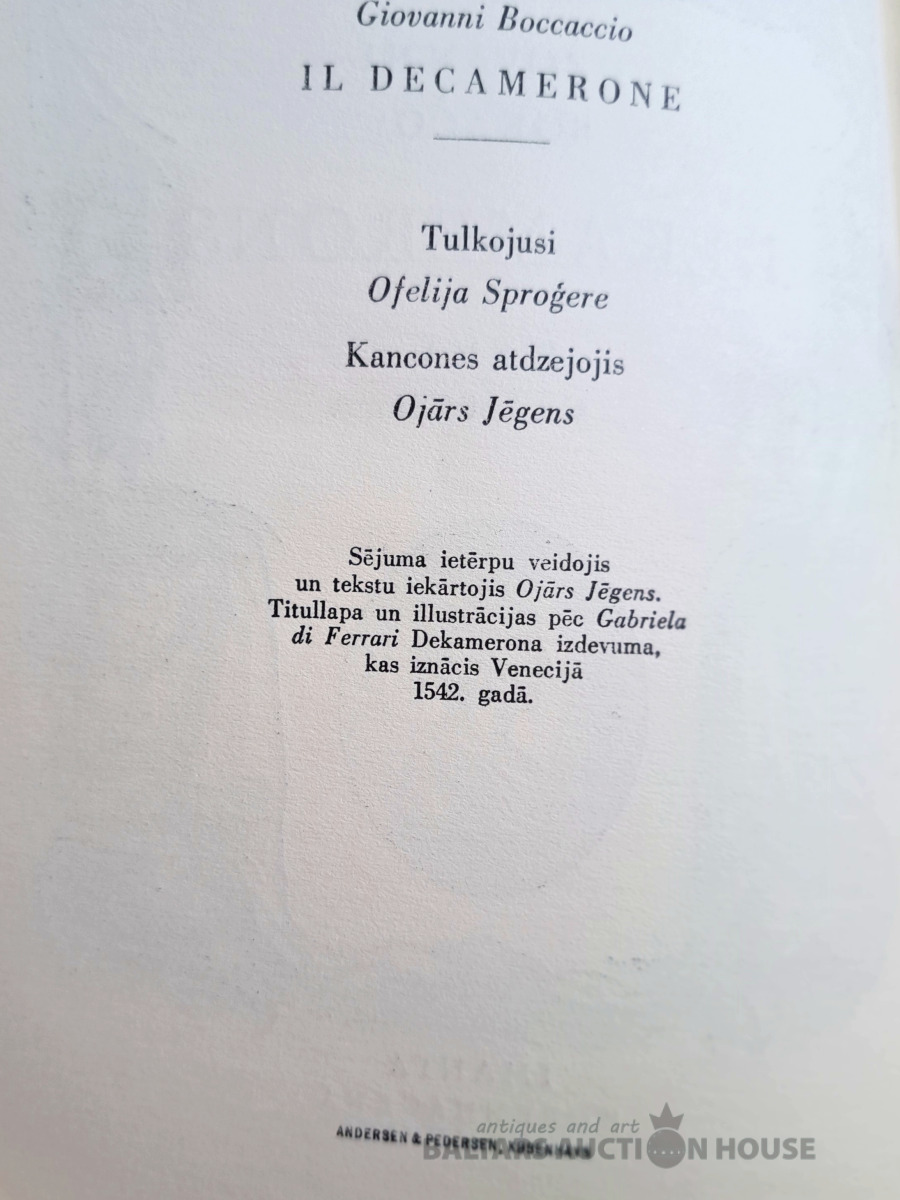 Giovanni Boccaccio
IL DECAMERONE
Tulkojusi
Ofelija Sproģere
Kancones atdzejojis
Ojārs Jēgens
Sējuma ietērpu veidojis
un tekstu iekārtojis Ojārs Jēgens.
Titullapa un illustrācijas pēc Gabriela
di Ferrari Dekamerona izdevuma,
kas iznācis Venecijā
1542. gadā.
antiques and art
ANDERSEN & PEDERSEN, KØBENHAVN
BALTARS AUCTION HOUSE